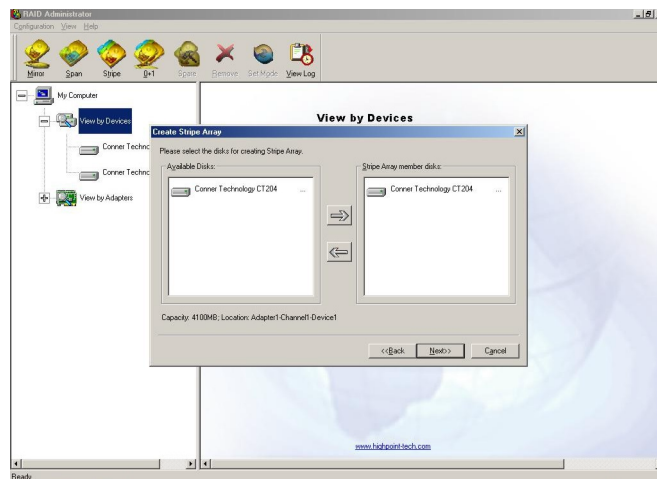 RAID Administrator
Configuration View Help
Mirror Span Stripe 0+1 Spare Remove Set Mode View Log
My Computer
View by Devices
Conner Techno
Conner Techno
View by Adapters
View by Devices
Create Stripe Array
Please select the disks for creating Stripe Array.
Available Disks:
Stripe Array member disks:
Conner Technology CT204 ...
Conner Technology CT204 ...
Capacity: 4100MB; Location: Adapter1-Channel1-Device1
<<Back Next>> Cancel
www.highpoint-tech.com
Ready